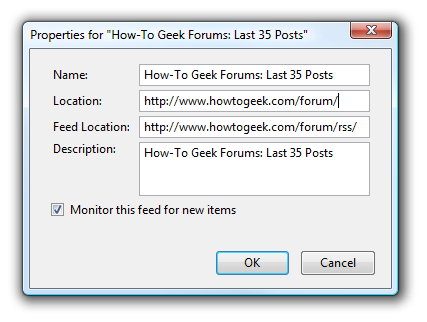 Properties for "How-To Geek Forums: Last 35 Posts"
Name: How-To Geek Forums: Last 35 Posts
Location: http://www.howtogeek.com/forum/
Feed Location: http://www.howtogeek.com/forum/rss/
Description: How-To Geek Forums: Last 35 Posts
Monitor this feed for new items
OK Cancel